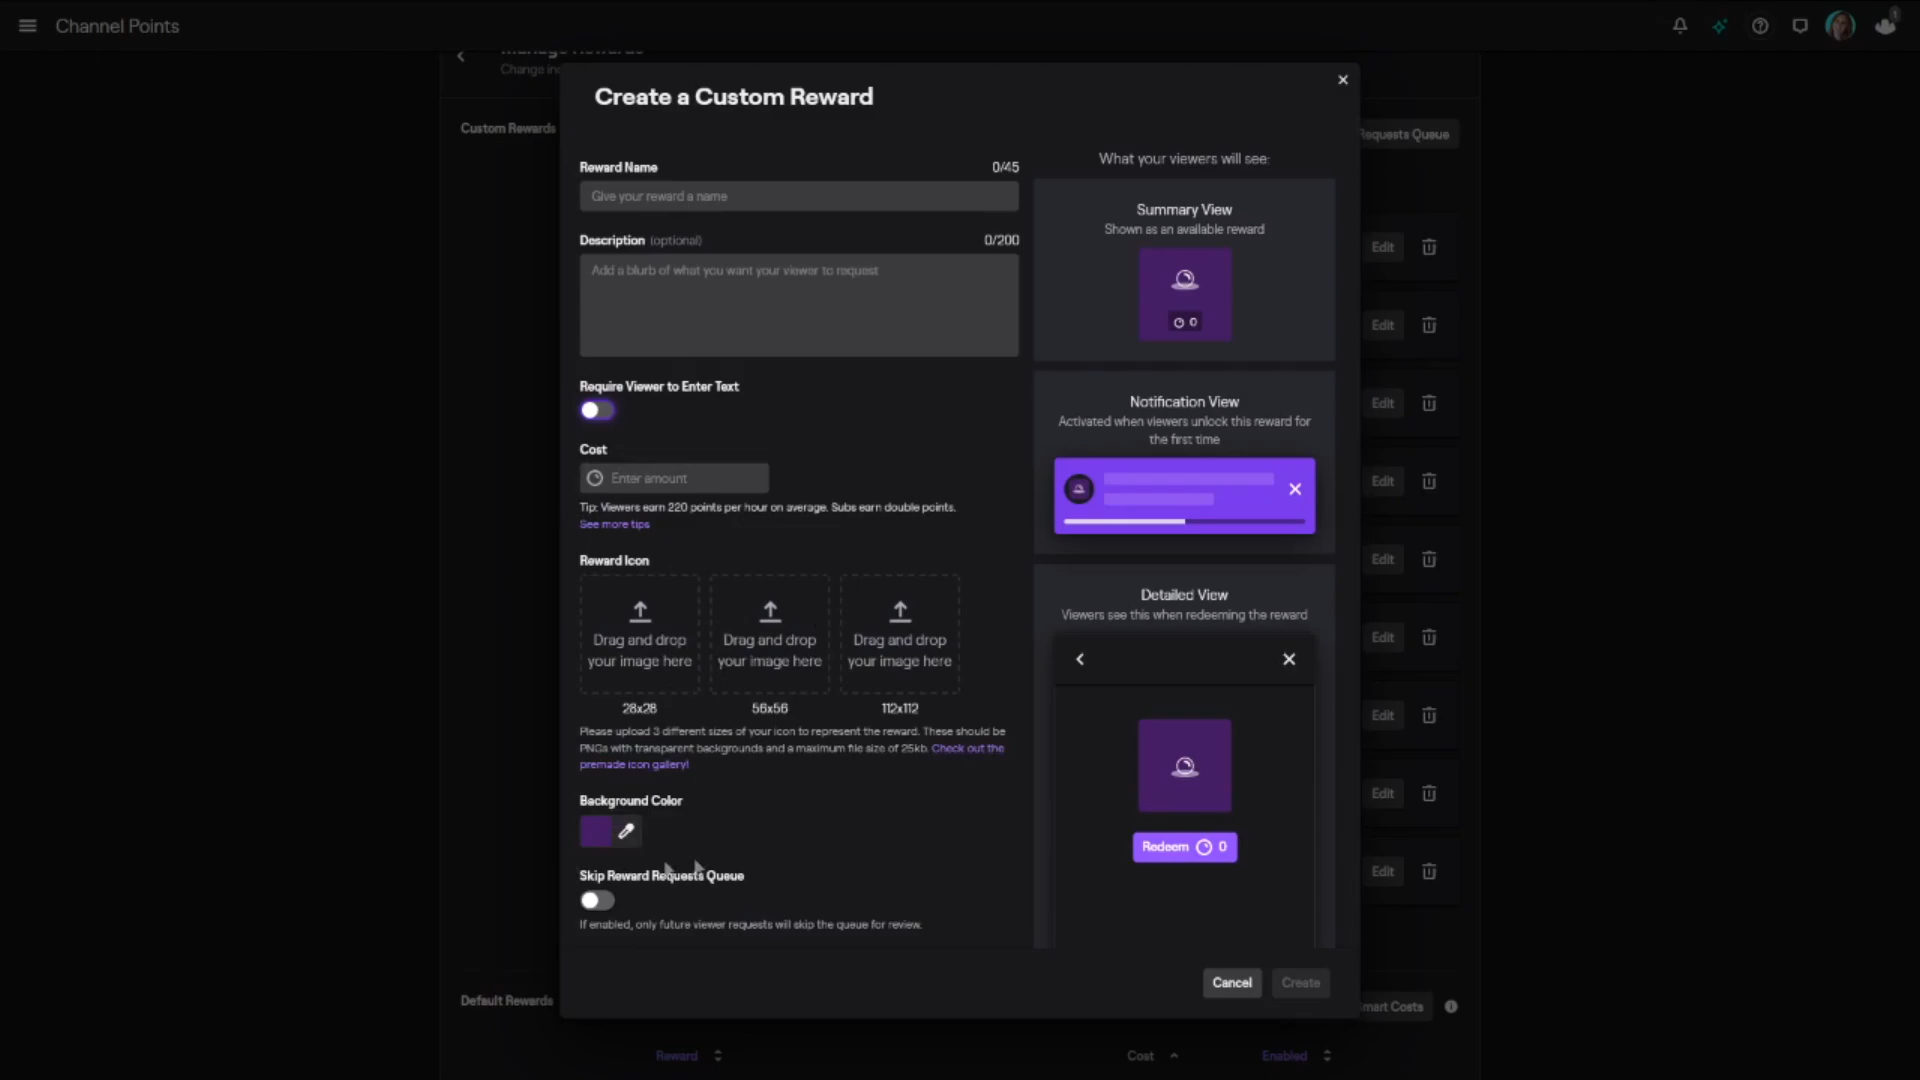 Channel Points
1
Manage Rewards
Change in
Create a Custom Reward
Custom Rewards
Requests Queue
Reward Name
0/45
Give your reward a name
Description (optional)
0/200
Add a blurb of what you want your viewer to request
Require Viewer to Enter Text
Cost
Enter amount
Tip: Viewers earn 220 points per hour on average. Subs earn double points.
See more tips
Reward Icon
Drag and drop
your image here
Drag and drop
your image here
Drag and drop
your image here
28x28
56x56
112x112
Please upload 3 different sizes of your icon to represent the reward. These should be
PNGs with transparent backgrounds and a maximum file size of 25kb. Check out the
premade icon gallery!
Background Color
Skip Reward Requests Queue
If enabled, only future viewer requests will skip the queue for review.
What your viewers will see:
Summary View
Shown as an available reward
0
Notification View
Activated when viewers unlock this reward for
the first time
Detailed View
Viewers see this when redeeming the reward
Redeem 0
Cancel
Create
Edit
Edit
Edit
Edit
Edit
Edit
Edit
Edit
Edit
Default Rewards
Smart Costs
Reward
Cost
Enabled